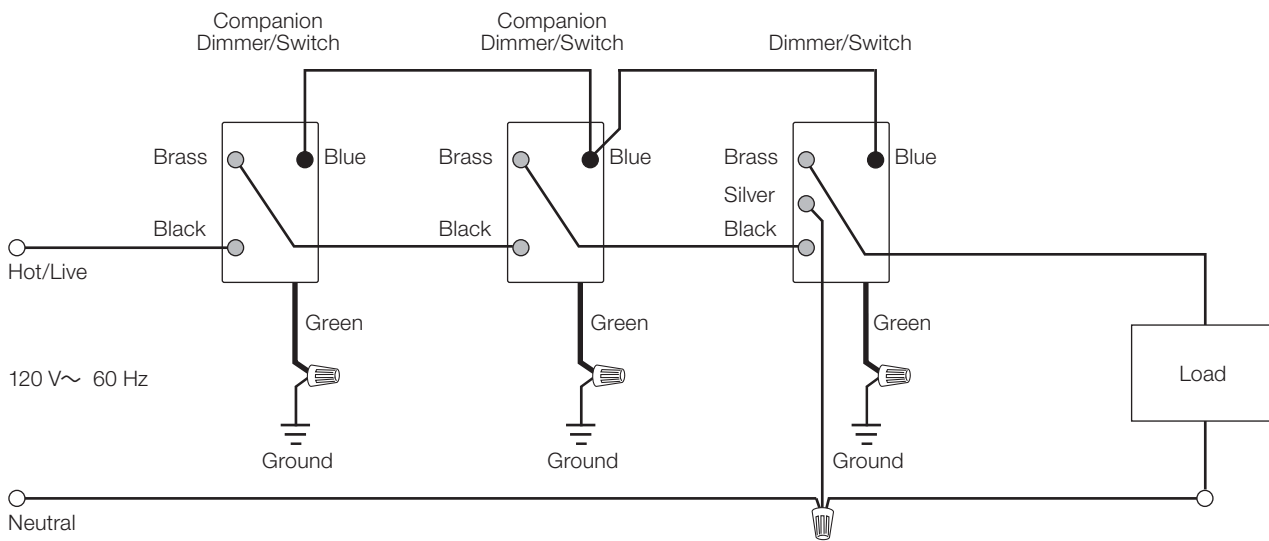 Companion
Dimmer/Switch
Companion
Dimmer/Switch
Dimmer/Switch
Brass
Blue
Brass
Blue
Brass
Blue
Silver
Black
Black
Black
Hot/Live
Green
Green
Green
120 V~ 60 Hz
Load
Ground
Ground
Ground
Neutral